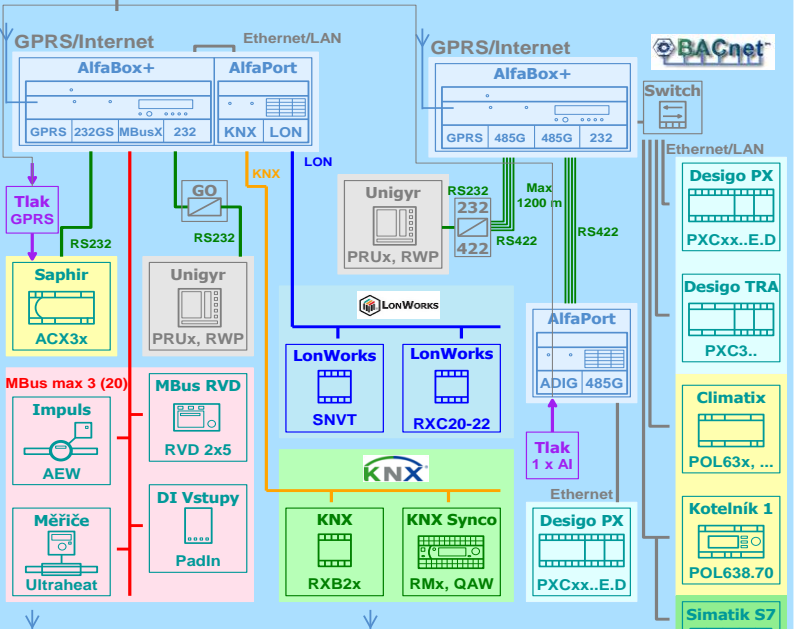 GPRS/Internet
Ethernet/LAN
AlfaBox+
AlfaPort
GPRS
232GS
MBusX
232
KNX
LON
GPRS/Internet
AlfaBox+
GPRS
485G
485G
232
BACnet
Switch
Ethernet/LAN
KNX
LON
Tlak
GPRS
RS232
GO
RS232
Saphir
ACX3x
Unigyr
PRUx, RWP
Unigyr
PRUx, RWP
RS232
232
422
Max
1200 m
RS422
RS422
Desigo PX
PXCxx..E.D
Desigo TRA
PXC3..
LONWORKS
LonWorks
SNVT
LonWorks
RXC20-22
AlfaPort
ADIG
485G
Tlak
1 x AI
MBus max 3 (20)
Impuls
AEW
MBus RVD
RVD 2x5
Měřiče
Ultraheat
DI Vstupy
PadIn
KNX
KNX
RXB2x
KNX Synco
RMx, QAW
Ethernet
Desigo PX
PXCxx..E.D
Climatix
POL63x, ...
Kotelník 1
POL638.70
Simatik S7